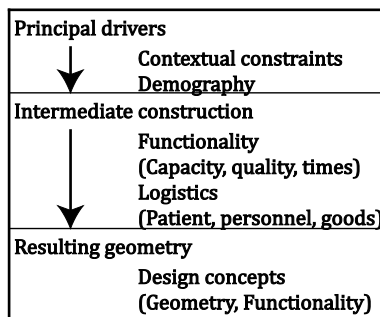 Principal drivers
Contextual constraints
Demography
Intermediate construction
Functionality
(Capacity, quality, times)
Logistics
(Patient, personnel, goods)
Resulting geometry
Design concepts
(Geometry, Functionality)